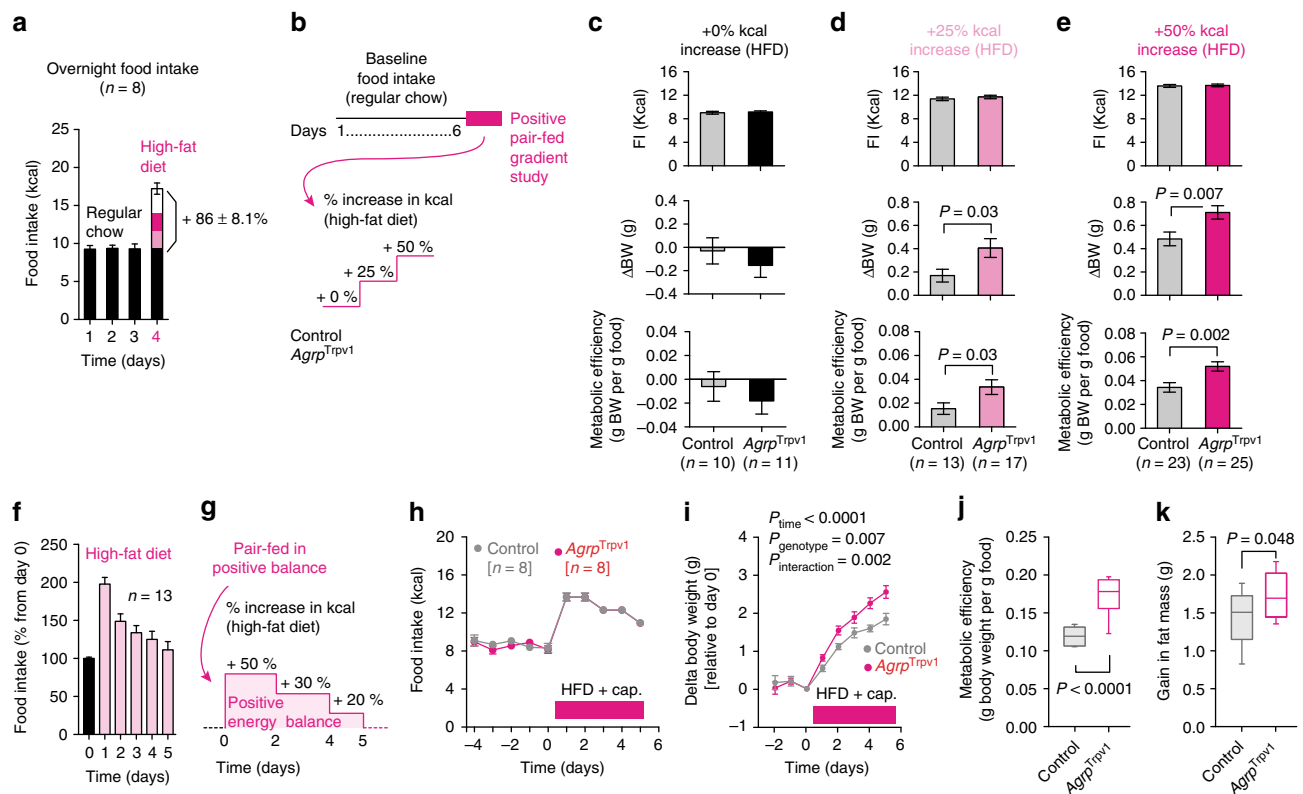 a
Overnight food intake
(n = 8)
Food intake (kcal)
25
20
15
10
5
0
High-fat
diet
Regular
chow
+ 86 ± 8.1%
1 2 3 4
Time (days)
b
Baseline
food intake
(regular chow)
Days 1.......................6
Positive
pair-fed
gradient
study
% increase in kcal
(high-fat diet)
+ 50 %
+ 25 %
+ 0 %
Control
AgrpTrpv1
c
+0% kcal
increase (HFD)
FI (Kcal)
16
12
8
4
0
ΔBW (g)
0.4
0.2
0.0
−0.2
−0.4
Metabolic efficiency
(g BW per g food)
0.04
0.02
0.00
−0.02
−0.04
Control AgrpTrpv1
(n = 10) (n = 11)
d
+25% kcal
increase (HFD)
FI (Kcal)
16
12
8
4
0
P = 0.03
ΔBW (g)
0.8
0.6
0.4
0.2
0.0
P = 0.03
Metabolic efficiency
(g BW per g food)
0.08
0.06
0.04
0.02
0.00
Control AgrpTrpv1
(n = 13) (n = 17)
e
+50% kcal
increase (HFD)
FI (Kcal)
16
12
8
4
0
P = 0.007
ΔBW (g)
0.8
0.6
0.4
0.2
0.0
P = 0.002
Metabolic efficiency
(g BW per g food)
0.08
0.06
0.04
0.02
0.00
Control AgrpTrpv1
(n = 23) (n = 25)
f
High-fat diet
n = 13
Food intake (% from day 0)
250
200
150
100
50
0
0 1 2 3 4 5
Time (days)
g
Pair-fed in
positive balance
% increase in kcal
(high-fat diet)
+ 50 %
+ 30 %
+ 20 %
Positive
energy balance
0 2 4 5
Time (days)
h
Control AgrpTrpv1
[n = 8] [n = 8]
Food intake (kcal)
20
16
12
8
4
0
HFD + cap.
−4 −2 0 2 4 6
Time (days)
i
Ptime < 0.0001
Pgenotype = 0.007
Pinteraction = 0.002
Delta body weight (g)
[relative to day 0]
4
3
2
1
0
−1
Control
AgrpTrpv1
HFD + cap.
−2 0 2 4 6
Time (days)
j
Metabolic efficiency
(g body weight per g food)
0.25
0.20
0.15
0.10
0.05
0.00
P < 0.0001
Control
AgrpTrpv1
k
P = 0.048
Gain in fat mass (g)
2.5
2.0
1.5
1.0
0.5
0.0
Control
AgrpTrpv1